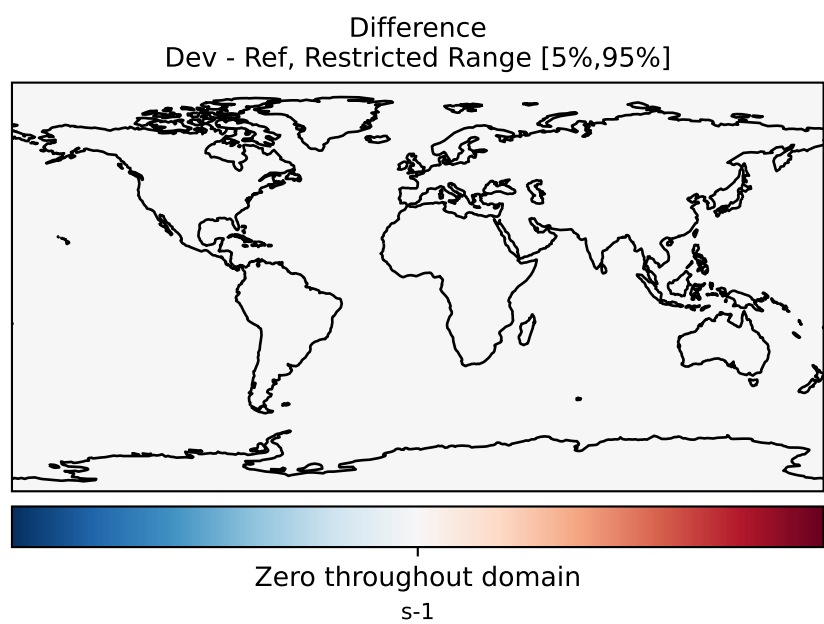 Difference
Dev - Ref, Restricted Range [5%,95%]
Zero throughout domain
s-1